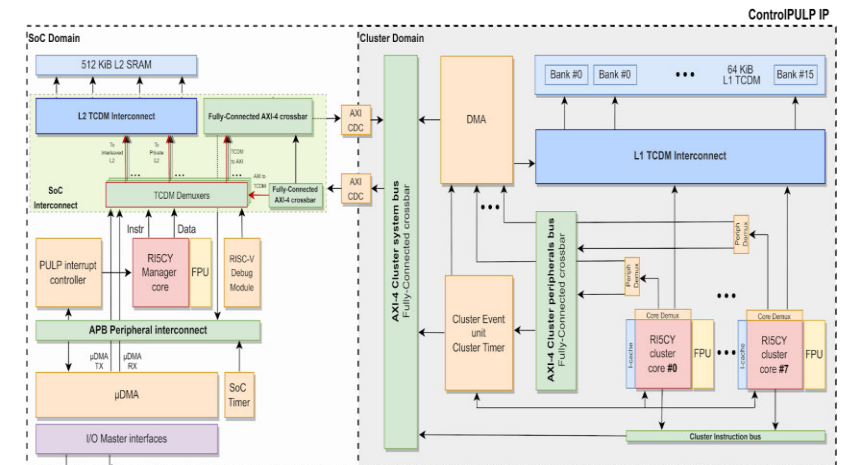 ControlPULP IP
SoC Domain
Cluster Domain
512 KiB L2 SRAM
L2 TCDM Interconnect
Fully-Connected AXI-4 crossbar
AXI
CDC
To
Interleaved
L2
To
Private
L2
TCDM
to AXI
...
...
AXI to
TCDM
SoC
Interconnect
TCDM Demuxers
Fully-Connected
AXI-4 crossbar
AXI
CDC
Instr
Data
PULP interrupt
controller
RI5CY
Manager
core
FPU
RISC-V
Debug
Module
APB Peripheral interconnect
µDMA
TX
µDMA
RX
µDMA
SoC
Timer
I/O Master interfaces
AXI-4 Cluster system bus
Fully-Connected crossbar
DMA
Bank #0
Bank #0
•••
64 KiB
L1 TCDM
Bank #15
L1 TCDM Interconnect
•••
AXI-4 Cluster peripherals bus
Fully-Connected crossbar
Periph
Demux
Periph
Demux
Cluster Event
unit
Cluster Timer
•••
Core Demux
I-cache
RI5CY
cluster
core #0
FPU
•••
Core Demux
I-cache
RI5CY
cluster
core #7
FPU
Cluster Instruction bus